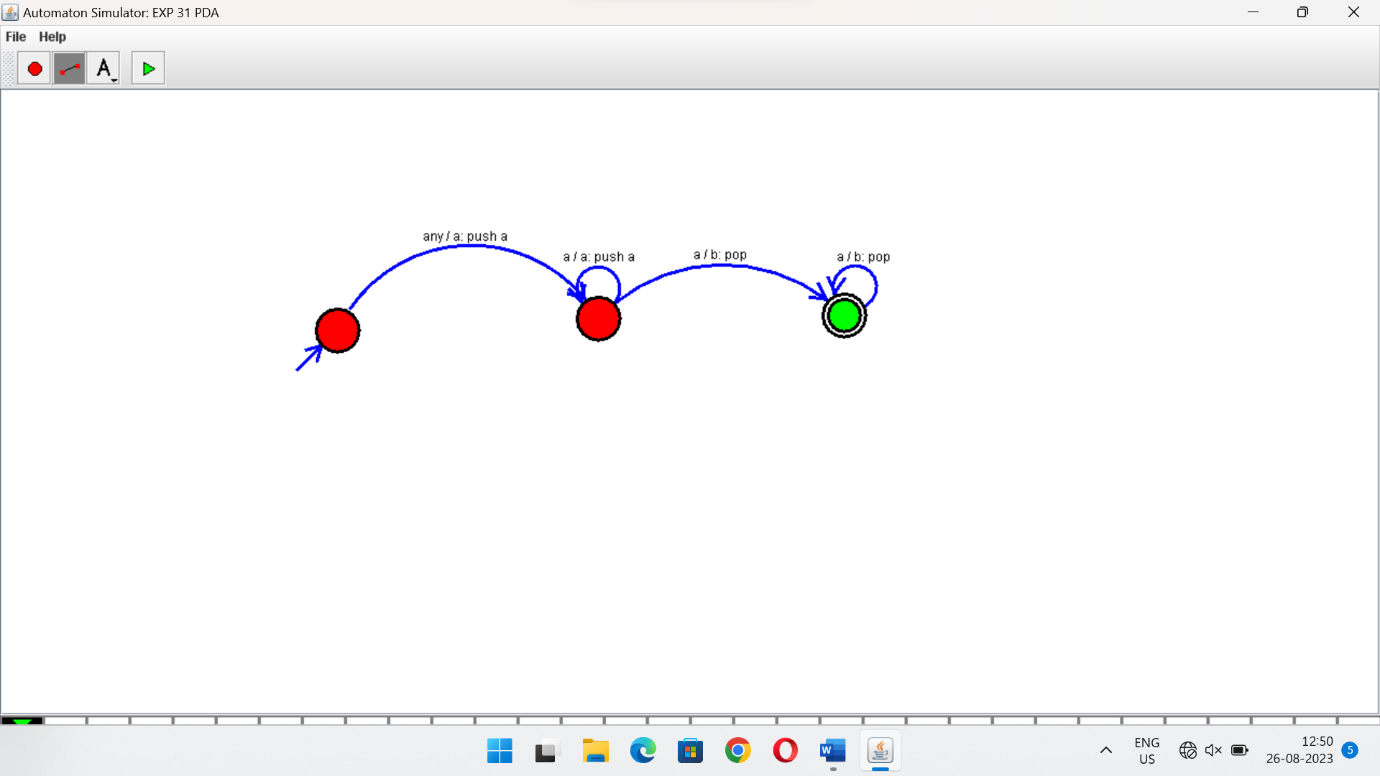 Automaton Simulator: EXP 31 PDA
File Help
A
any / a: push a
a / a: push a
a / b: pop
a / b: pop
W
ENG
US
12:50
26-08-2023
5